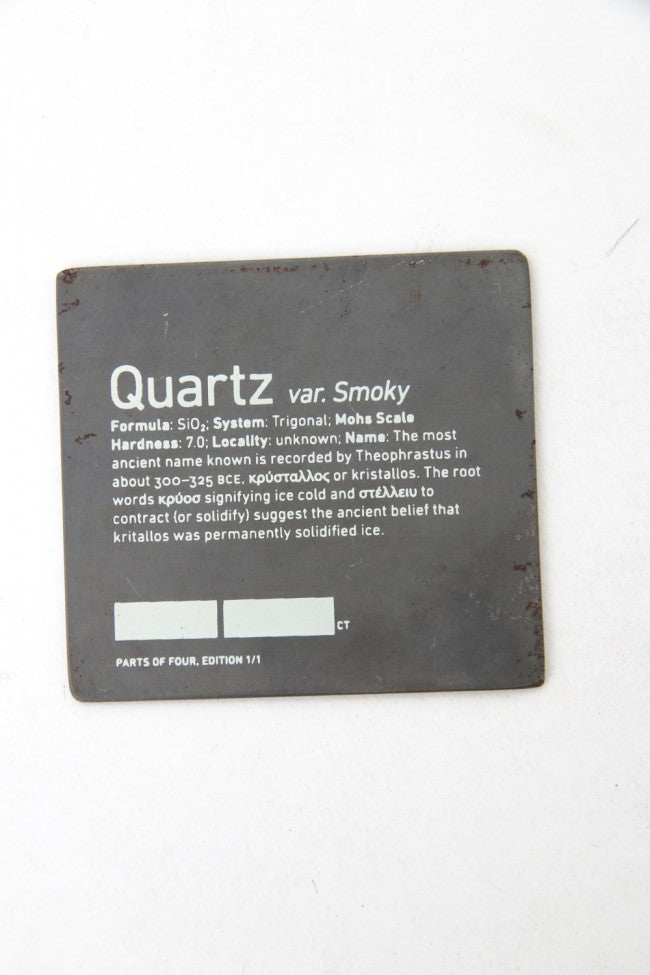 Quartz var. Smoky
Formula: SiO₂; System: Trigonal; Mohs Scale
Hardness: 7.0; Locality: unknown; Name: The most
ancient name known is recorded by Theophrastus in
about 300–325 BCE. κρύσταλλος or kristallos. The root
words κρύοσ signifying ice cold and στέλλειυ to
contract (or solidify) suggest the ancient belief that
kritallos was permanently solidified ice.
CT
PARTS OF FOUR, EDITION 1/1